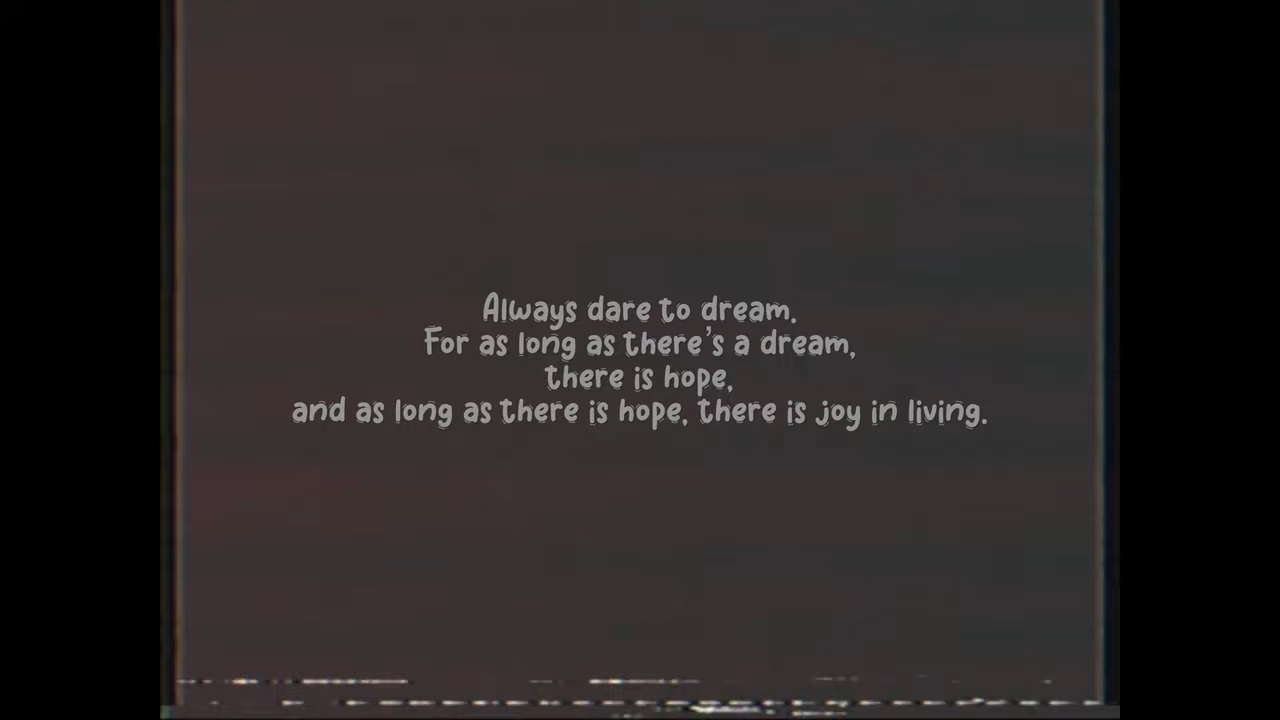 Always dare to dream.
For as long as there's a dream,
there is hope,
and as long as there is hope, there is joy in living.